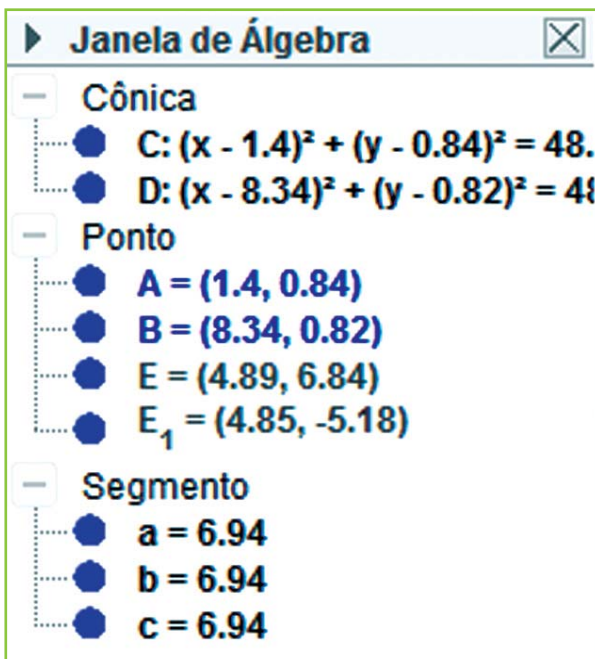 Janela de Álgebra
Cônica
C: (x - 1.4)² + (y - 0.84)² = 48.
D: (x - 8.34)² + (y - 0.82)² = 48
Ponto
A = (1.4, 0.84)
B = (8.34, 0.82)
E = (4.89, 6.84)
E₁ = (4.85, -5.18)
Segmento
a = 6.94
b = 6.94
c = 6.94